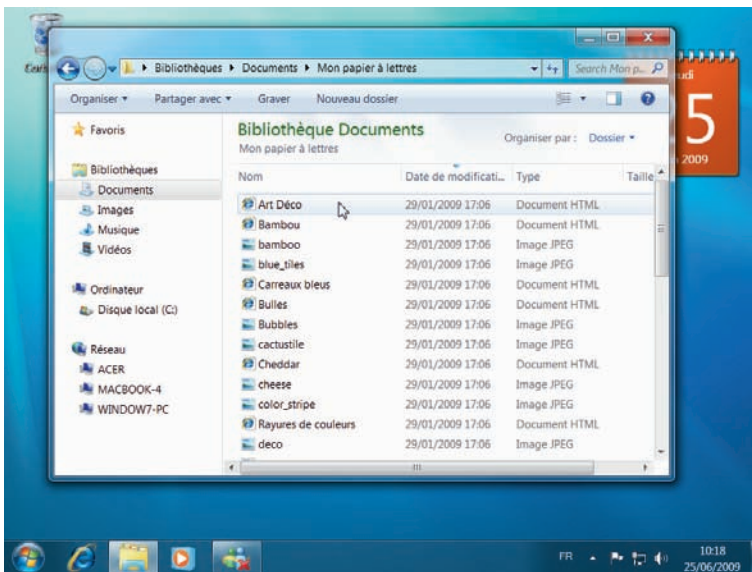 Bibliothèques Documents Mon papier à lettres
Search Mon p...
Organiser Partager avec Graver Nouveau dossier
Favoris
Bibliothèques
Documents
Images
Musique
Vidéos
Ordinateur
Disque local (C:)
Réseau
ACER
MACBOOK-4
WINDOW7-PC
Bibliothèque Documents
Mon papier à lettres
Organiser par : Dossier
Nom Date de modificati... Type Taille
Art Déco 29/01/2009 17:06 Document HTML
Bambou 29/01/2009 17:06 Document HTML
bamboo 29/01/2009 17:06 Image JPEG
blue_tiles 29/01/2009 17:06 Image JPEG
Carreaux bleus 29/01/2009 17:06 Document HTML
Bulles 29/01/2009 17:06 Document HTML
Bubbles 29/01/2009 17:06 Image JPEG
cactustile 29/01/2009 17:06 Image JPEG
Cheddar 29/01/2009 17:06 Document HTML
cheese 29/01/2009 17:06 Image JPEG
color_stripe 29/01/2009 17:06 Image JPEG
Rayures de couleurs 29/01/2009 17:06 Document HTML
deco 29/01/2009 17:06 Image JPEG
udi
5
2009
FR
10:18
25/06/2009